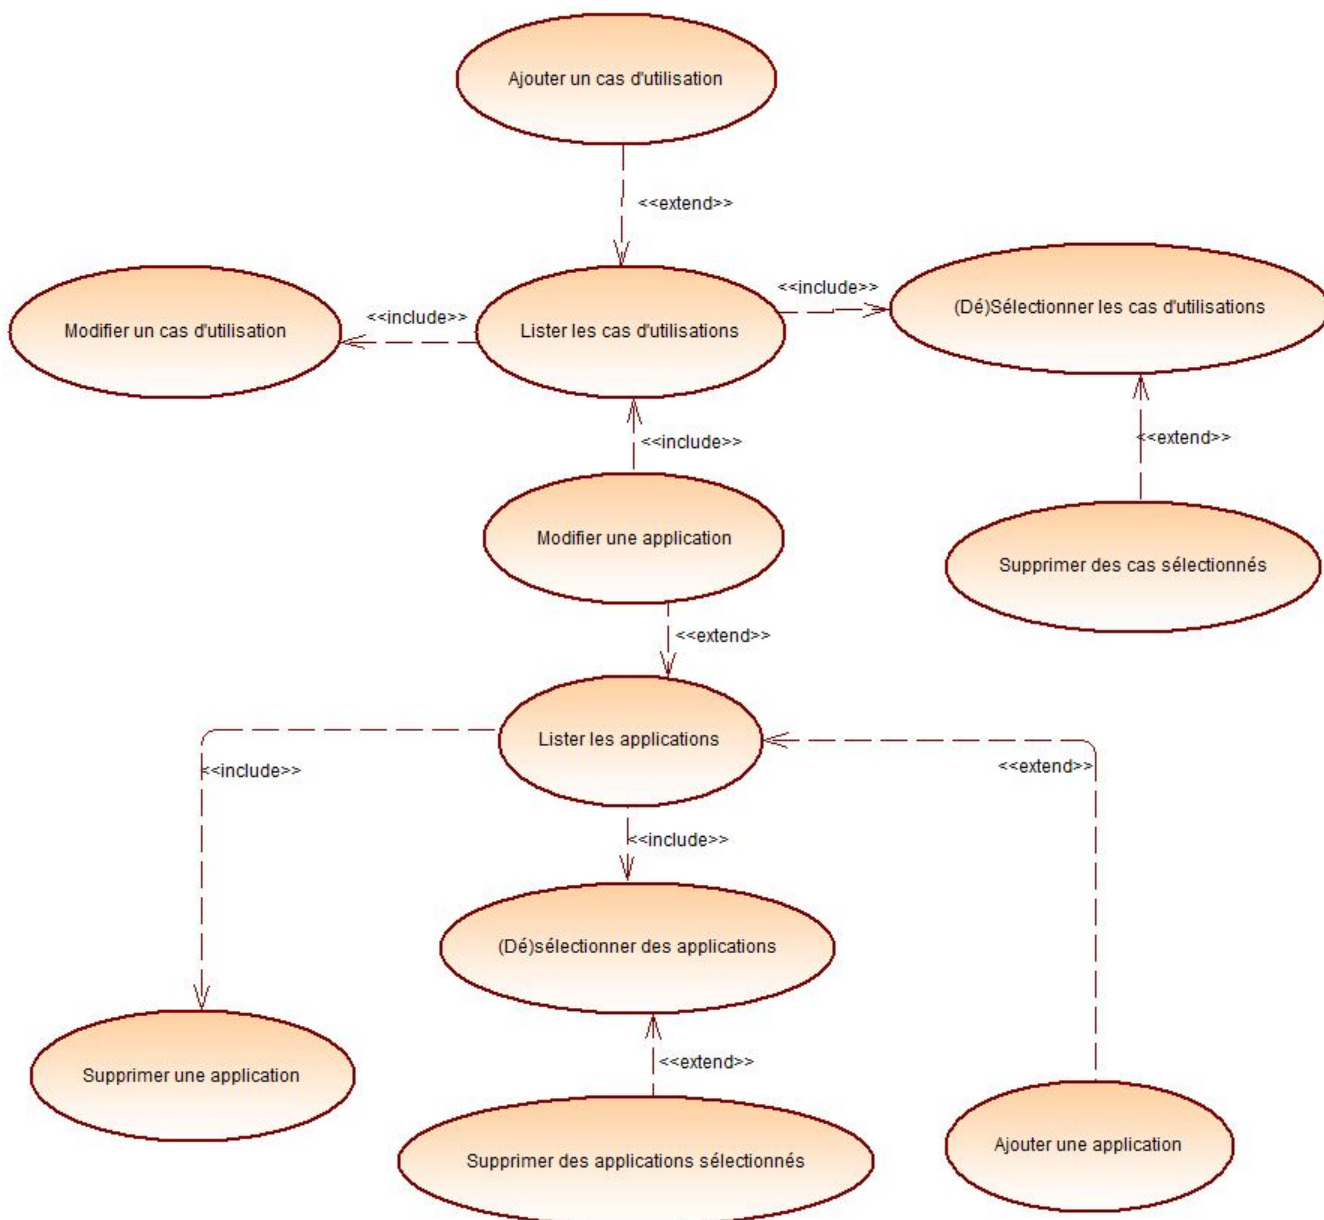 Ajouter un cas d'utilisation
<<extend>>
(Dé)Sélectionner les cas d'utilisations
<<include>>
<<include>>
Modifier un cas d'utilisation
Lister les cas d'utilisations
<<include>>
<<extend>>
Modifier une application
Supprimer des cas sélectionnés
<<extend>>
Lister les applications
<<include>>
<<extend>>
<<include>>
(Dé)sélectionner des applications
<<extend>>
Supprimer une application
Ajouter une application
Supprimer des applications sélectionnés